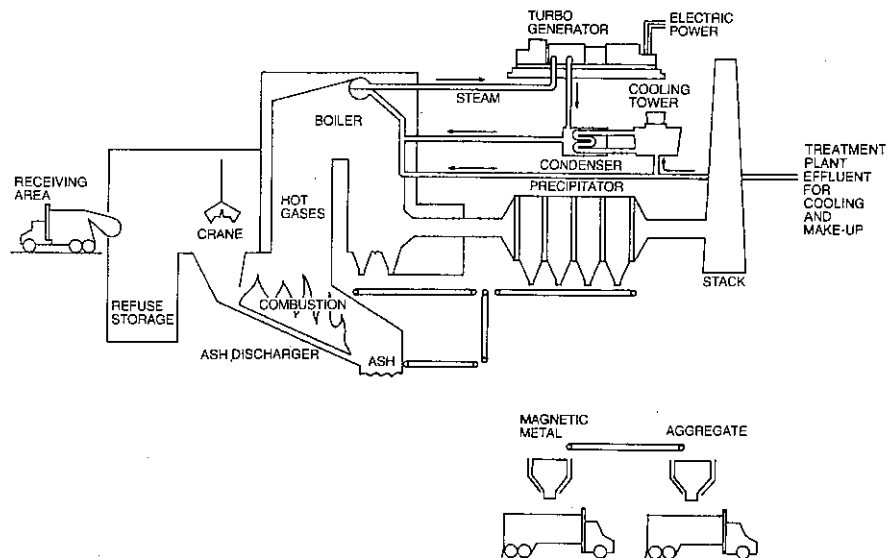 TURBO
GENERATOR
ELECTRIC
POWER
STEAM
COOLING
TOWER
BOILER
CONDENSER
PRECIPITATOR
TREATMENT
PLANT
EFFLUENT
FOR
COOLING
AND
MAKE-UP
RECEIVING
AREA
HOT
GASES
CRANE
STACK
REFUSE
STORAGE
COMBUSTION
ASH DISCHARGER
ASH
MAGNETIC
METAL
AGGREGATE